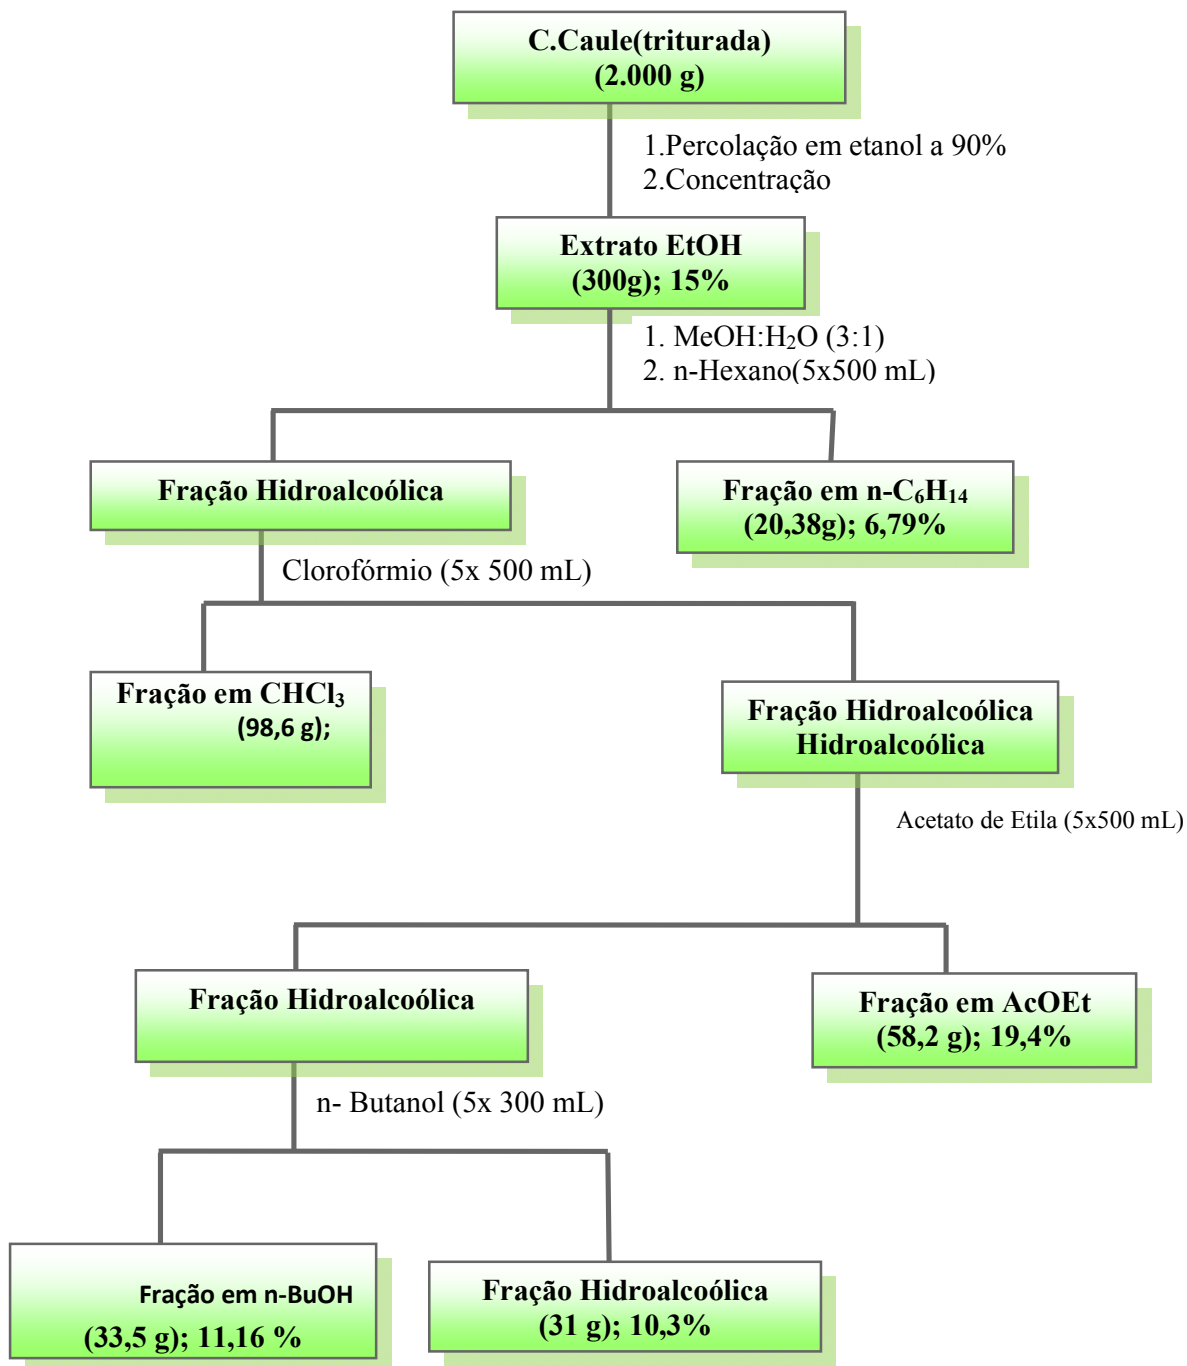 C.Caule(triturada)
(2.000 g)
1.Percolação em etanol a 90%
2.Concentração
Extrato EtOH
(300g); 15%
1. MeOH:H₂O (3:1)
2. n-Hexano(5x500 mL)
Fração Hidroalcoólica
Fração em n-C₆H₁₄
(20,38g); 6,79%
Clorofórmio (5x 500 mL)
Fração em CHCl₃
(98,6 g);
Fração Hidroalcoólica
Hidroalcoólica
Acetato de Etila (5x500 mL)
Fração Hidroalcoólica
Fração em AcOEt
(58,2 g); 19,4%
n- Butanol (5x 300 mL)
Fração em n-BuOH
(33,5 g); 11,16 %
Fração Hidroalcoólica
(31 g); 10,3%